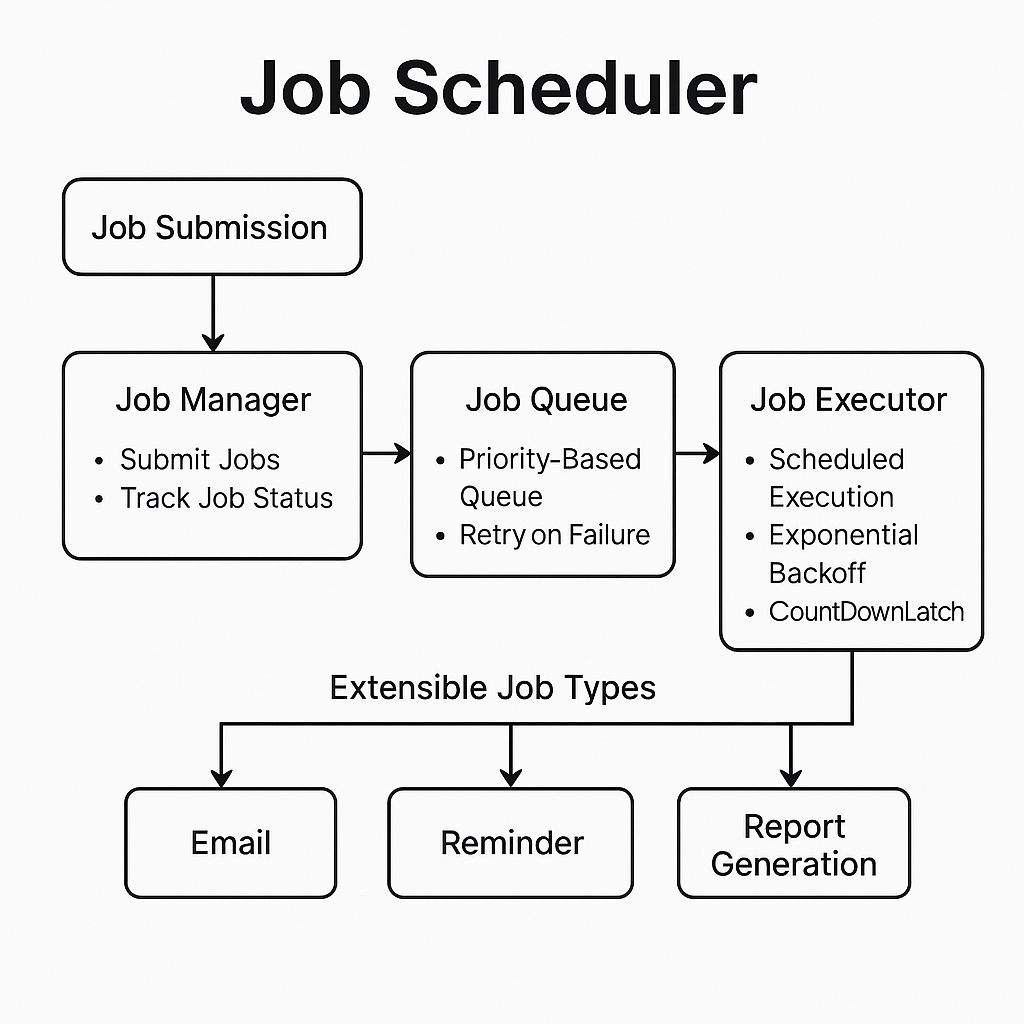 Job Scheduler
Job Submission
Job Manager
• Submit Jobs
• Track Job Status
Job Queue
• Priority-Based
Queue
• Retry on Failure
Job Executor
• Scheduled
Execution
• Exponential
Backoff
• CountDownLatch
Extensible Job Types
Email
Reminder
Report
Generation